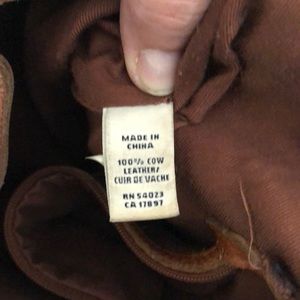 MADE IN
CHINA
100% COW
LEATHER/
CUIR DE VACHE
RN 54023
CA 17897